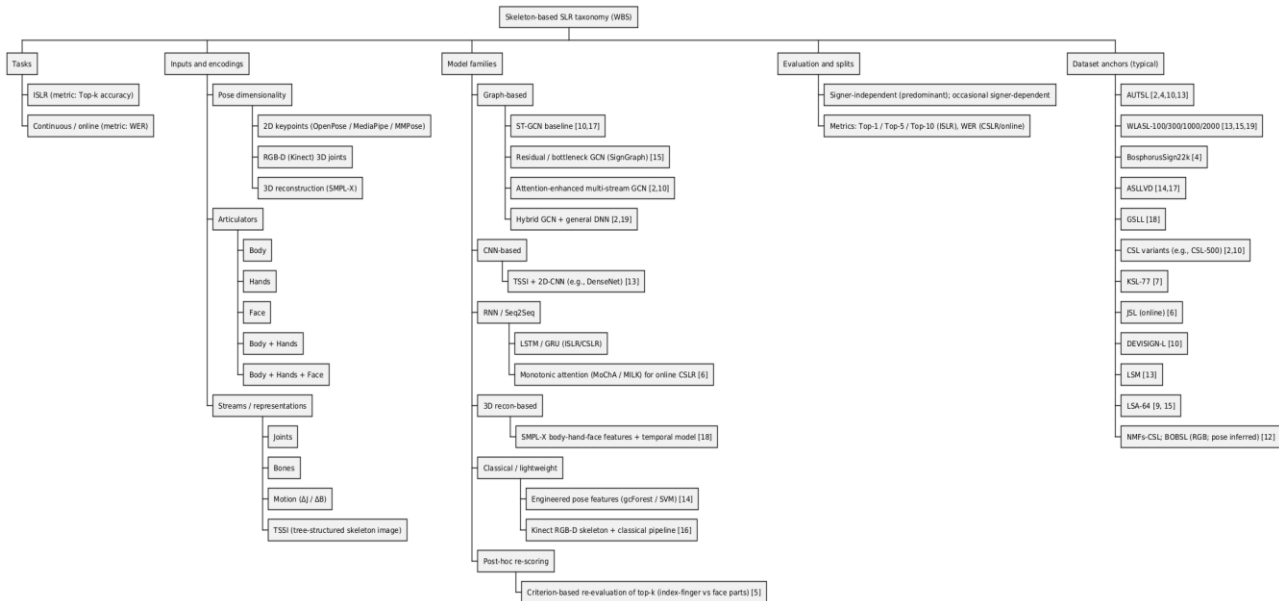 Skeleton-based SLR taxonomy (WBS)
Tasks
ISLR (metric: Top-k accuracy)
Continuous / online (metric: WER)
Inputs and encodings
Pose dimensionality
2D keypoints (OpenPose / MediaPipe / MMPose)
RGB-D (Kinect) 3D joints
3D reconstruction (SMPL-X)
Articulators
Body
Hands
Face
Body + Hands
Body + Hands + Face
Streams / representations
Joints
Bones
Motion (ΔJ / ΔB)
TSSI (tree-structured skeleton image)
Model families
Graph-based
ST-GCN baseline [10,17]
Residual / bottleneck GCN (SignGraph) [15]
Attention-enhanced multi-stream GCN [2,10]
Hybrid GCN + general DNN [2,19]
CNN-based
TSSI + 2D-CNN (e.g., DenseNet) [13]
RNN / Seq2Seq
LSTM / GRU (ISLR/CSLR)
Monotonic attention (MoChA / MILK) for online CSLR [6]
3D recon-based
SMPL-X body-hand-face features + temporal model [18]
Classical / lightweight
Engineered pose features (gcForest / SVM) [14]
Kinect RGB-D skeleton + classical pipeline [16]
Post-hoc re-scoring
Criterion-based re-evaluation of top-k (index-finger vs face parts) [5]
Evaluation and splits
Signer-independent (predominant); occasional signer-dependent
Metrics: Top-1 / Top-5 / Top-10 (ISLR), WER (CSLR/online)
Dataset anchors (typical)
AUTSL [2,4,10,13]
WLASL-100/300/1000/2000 [13,15,19]
BosphorusSign22k [4]
ASLLVD [14,17]
GSLL [18]
CSL variants (e.g., CSL-500) [2,10]
KSL-77 [7]
JSL (online) [6]
DEVISIGN-L [10]
LSM [13]
LSA-64 [9, 15]
NMFs-CSL; BOBSL (RGB; pose inferred) [12]